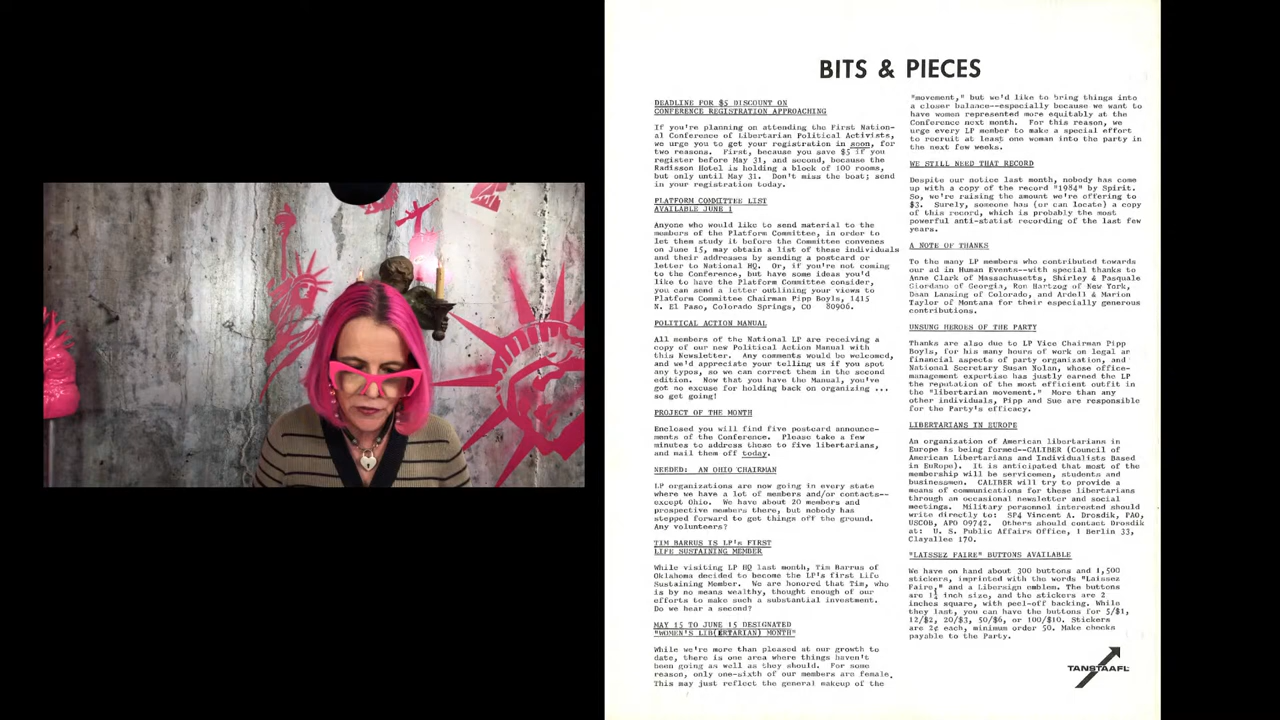 BITS & PIECES
DEADLINE FOR $5 DISCOUNT ON
CONFERENCE REGISTRATION APPROACHING
If you're planning on attending the First Nation-
al Conference of Libertarian Political Activists,
we urge you to get your registration in soon, for
two reasons. First, because you save $5 if you
register before May 31, and second, because the
Radisson Hotel is holding a block of 100 rooms,
but only until May 31. Don't miss the boat; send
in your registration today.
PLATFORM COMMITTEE LIST
AVAILABLE JUNE 1
Anyone who would like to send material to the
members of the Platform Committee, in order to
let them study it before the Committee convenes
on June 15, may obtain a list of these individuals
and their addresses by sending a postcard or
letter to National HQ. Or, if you're not coming
to the Conference, but have some ideas you'd
like to have the Platform Committee consider,
you can send a letter outlining your views to
Platform Committee Chairman Pipp Boyls, 1415
N. El Paso, Colorado Springs, CO 80906.
POLITICAL ACTION MANUAL
All members of the National LP are receiving a
copy of our new Political Action Manual with
this Newsletter. Any comments would be welcomed,
and we'd appreciate your telling us if you spot
any typos, so we can correct them in the second
edition. Now that you have the Manual, you've
got no excuse for holding back on organizing ...
so get going!
PROJECT OF THE MONTH
Enclosed you will find five postcard announce-
ments of the Conference. Please take a few
minutes to address these to five libertarians,
and mail them off today.
NEEDED: AN OHIO CHAIRMAN
LP organizations are now going in every state
where we have a lot of members and/or contacts--
except Ohio. We have about 20 members and
prospective members there, but nobody has
stepped forward to get things off the ground.
Any volunteers?
TIM BARRUS IS LP's FIRST
LIFE SUSTAINING MEMBER
While visiting LP HQ last month, Tim Barrus of
Oklahoma decided to become the LP's first Life
Sustaining Member. We are honored that Tim, who
is by no means wealthy, thought enough of our
efforts to make such a substantial investment.
Do we hear a second?
MAY 15 TO JUNE 15 DESIGNATED
"WOMEN'S LIB(ERTARIAN) MONTH"
While we're more than pleased at our growth to
date, there is one area where things haven't
been going as well as they should. For some
reason, only one-sixth of our members are female.
This may just reflect the general makeup of the
"movement," but we'd like to bring things into
a closer balance--especially because we want to
have women represented more equitably at the
Conference next month. For this reason, we
urge every LP member to make a special effort
to recruit at least one woman into the party in
the next few weeks.
WE STILL NEED THAT RECORD
Despite our notice last month, nobody has come
up with a copy of the record "1984" by Spirit.
So, we're raising the amount we're offering to
$3. Surely, someone has (or can locate) a copy
of this record, which is probably the most
powerful anti-statist recording of the last few
years.
A NOTE OF THANKS
To the many LP members who contributed towards
our ad in Human Events--with special thanks to
Anne Clark of Massachusetts, Shirley & Pasquale
Giordano of Georgia, Ron Hartzog of New York,
Dean Lansing of Colorado, and Ardell & Marion
Taylor of Montana for their especially generous
contributions.
UNSUNG HEROES OF THE PARTY
Thanks are also due to LP Vice Chairman Pipp
Boyls, for his many hours of work on legal an
financial aspects of party organization, and
National Secretary Susan Nolan, whose office-
management expertise has justly earned the LP
the reputation of the most efficient outfit in
the "libertarian movement." More than any
other individuals, Pipp and Sue are responsible
for the Party's efficacy.
LIBERTARIANS IN EUROPE
An organization of American libertarians in
Europe is being formed--CALIBER (Council of
American Libertarians and Individualists Based
in EuRope). It is anticipated that most of the
membership will be servicemen, students and
businessmen. CALIBER will try to provide a
means of communications for these libertarians
through an occasional newsletter and social
meetings. Military personnel interested should
write directly to: SP4 Vincent A. Drosdik, PAO,
USCOB, APO 09742. Others should contact Drosdik
at: U. S. Public Affairs Office, 1 Berlin 33,
Clayallee 170.
"LAISSEZ FAIRE" BUTTONS AVAILABLE
We have on hand about 300 buttons and 1,500
stickers, imprinted with the words "Laissez
Faire," and a Libersign emblem. The buttons
are 1¼ inch size, and the stickers are 2
inches square, with peel-off backing. While
they last, you can have the buttons for 5/$1,
12/$2, 20/$3, 50/$6, or 100/$10. Stickers
are 2¢ each, minimum order 50. Make checks
payable to the Party.
TANSTAAFL